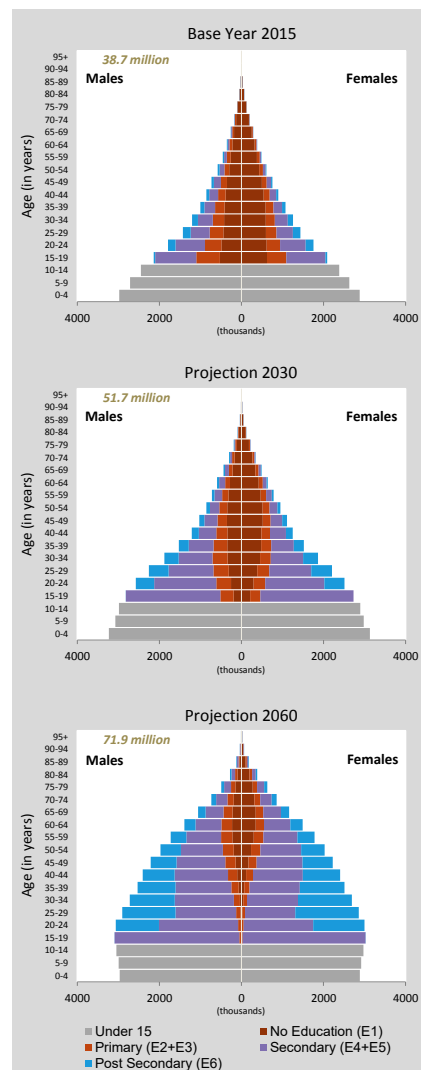 Base Year 2015
38.7 million
Males
Females
Age (in years)
95+
90-94
85-89
80-84
75-79
70-74
65-69
60-64
55-59
50-54
45-49
40-44
35-39
30-34
25-29
20-24
15-19
10-14
5-9
0-4
4000 2000 0 2000 4000
(thousands)
Projection 2030
51.7 million
Males
Females
Age (in years)
95+
90-94
85-89
80-84
75-79
70-74
65-69
60-64
55-59
50-54
45-49
40-44
35-39
30-34
25-29
20-24
15-19
10-14
5-9
0-4
4000 2000 0 2000 4000
(thousands)
Projection 2060
71.9 million
Males
Females
Age (in years)
95+
90-94
85-89
80-84
75-79
70-74
65-69
60-64
55-59
50-54
45-49
40-44
35-39
30-34
25-29
20-24
15-19
10-14
5-9
0-4
4000 2000 0 2000 4000
(thousands)
Under 15 No Education (E1)
Primary (E2+E3) Secondary (E4+E5)
Post Secondary (E6)